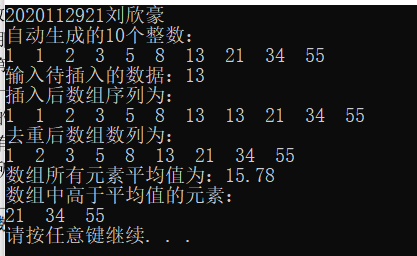 2020112921刘欣豪
自动生成的10个整数:
1  1  2  3  5  8  13  21  34  55
输入待插入的数据: 13
插入后数组序列为:
1  1  2  3  5  8  13  13  21  34  55
去重后数组数列为:
1  2  3  5  8  13  21  34  55
数组所有元素平均值为: 15.78
数组中高于平均值的元素:
21  34  55
请按任意键继续. . .